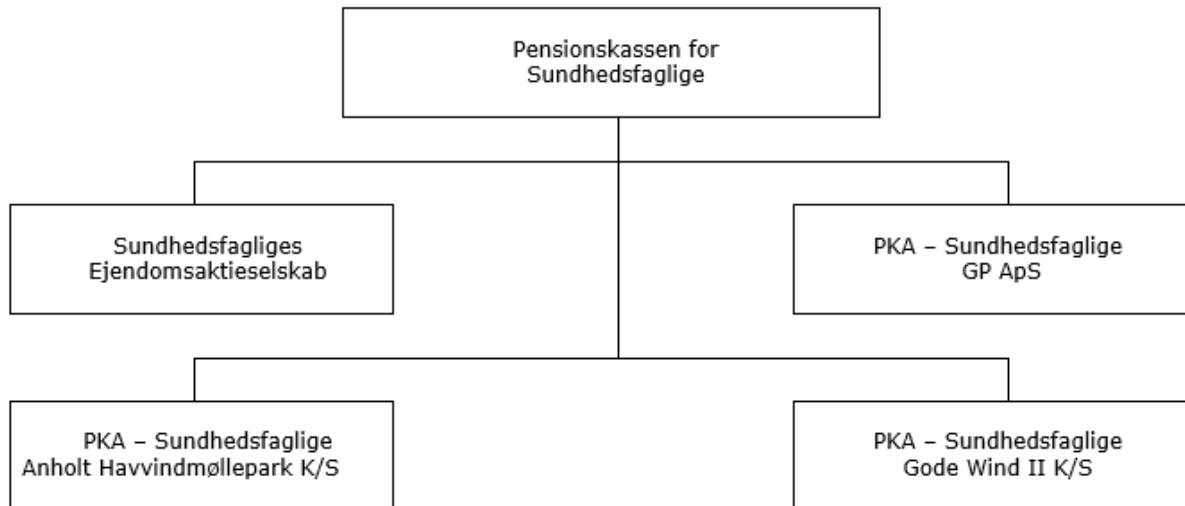 Pensionskassen for
Sundhedsfaglige
Sundhedsfagliges
Ejendomsaktieselskab
PKA – Sundhedsfaglige
GP ApS
PKA – Sundhedsfaglige
Anholt Havvindmøllepark K/S
PKA – Sundhedsfaglige
Gode Wind II K/S